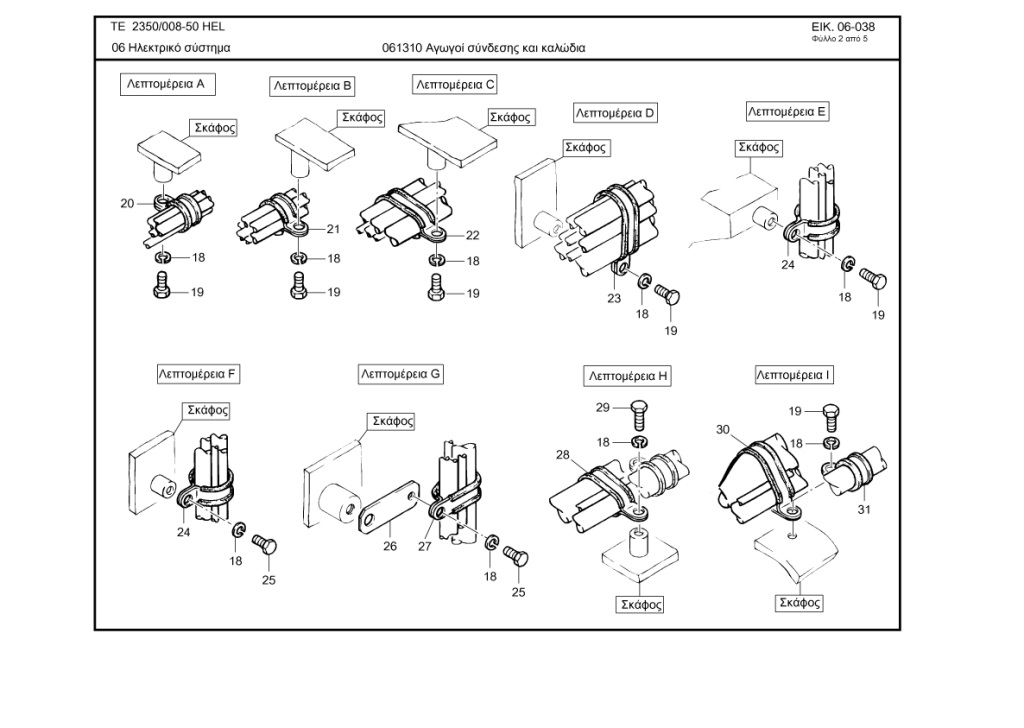 ΤΕ 2350/008-50 HEL
ΕΙΚ. 06-038
Φύλλο 2 από 5
06 Ηλεκτρικό σύστημα
061310 Αγωγοί σύνδεσης και καλώδια
Λεπτομέρεια A
Λεπτομέρεια B
Λεπτομέρεια C
Λεπτομέρεια D
Λεπτομέρεια E
Σκάφος
Σκάφος
Σκάφος
Σκάφος
Σκάφος
20
21
22
18
18
18
19
19
19
23
18
19
24
18
19
Λεπτομέρεια F
Λεπτομέρεια G
Λεπτομέρεια H
Λεπτομέρεια I
Σκάφος
Σκάφος
24
18
25
26
27
18
25
29
18
28
Σκάφος
19
30
18
31
Σκάφος